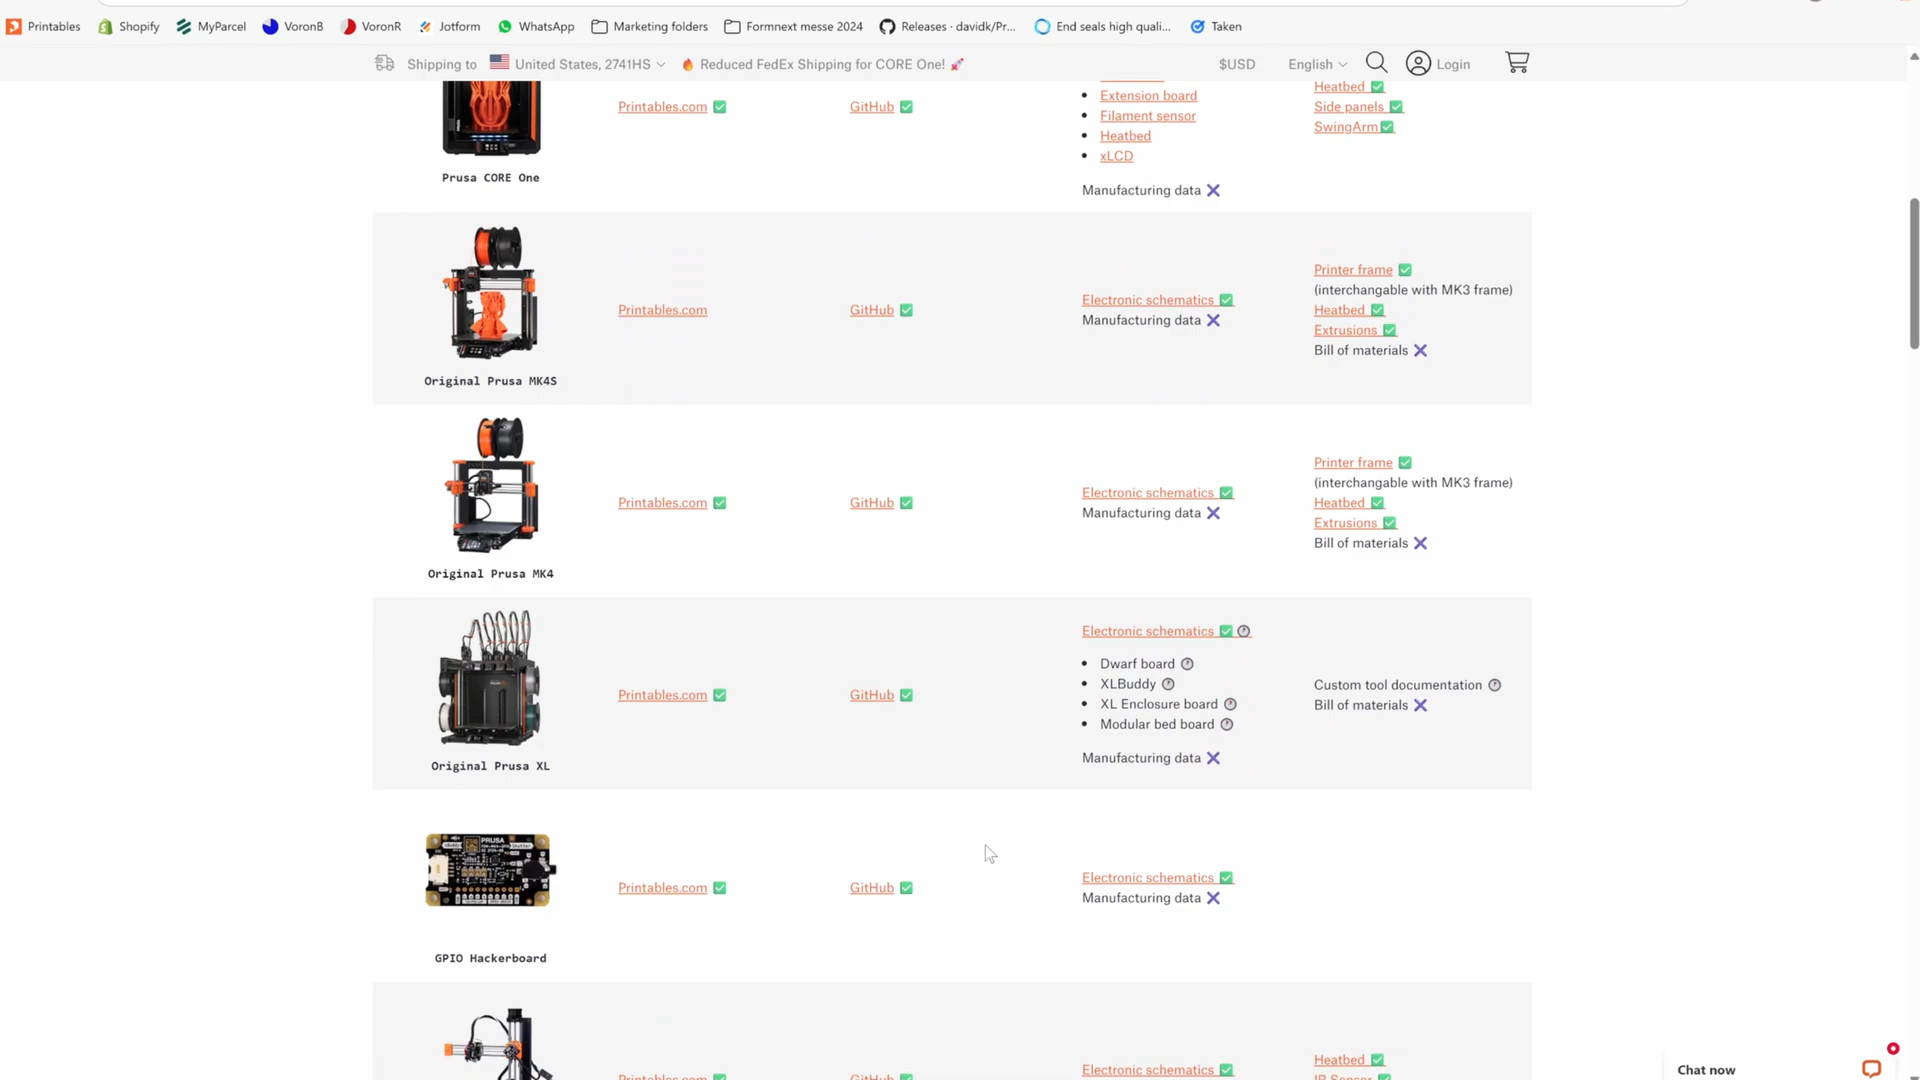 Printables
Shopify
MyParcel
VoronB
VoronR
Jotform
WhatsApp
Marketing folders
Formnext messe 2024
Releases · davidk/Pr...
End seals high quali...
Taken
Shipping to
United States, 2741HS
🔥 Reduced FedEx Shipping for CORE One! 🚀
$USD
English
Login
Prusa CORE One
Printables.com ✅
GitHub ✅
Extension board
Filament sensor
Heatbed
xLCD
Manufacturing data ❌
Heatbed ✅
Side panels ✅
SwingArm ✅
Original Prusa MK4S
Printables.com
GitHub ✅
Electronic schematics ✅
Manufacturing data ❌
Printer frame ✅
(interchangable with MK3 frame)
Heatbed ✅
Extrusions ✅
Bill of materials ❌
Original Prusa MK4
Printables.com ✅
GitHub ✅
Electronic schematics ✅
Manufacturing data ❌
Printer frame ✅
(interchangable with MK3 frame)
Heatbed ✅
Extrusions ✅
Bill of materials ❌
Original Prusa XL
Printables.com ✅
GitHub ✅
Electronic schematics ✅ 🕐
Dwarf board 🕐
XLBuddy 🕐
XL Enclosure board 🕐
Modular bed board 🕐
Manufacturing data ❌
Custom tool documentation 🕐
Bill of materials ❌
PRUSA
GPIO Hackerboard
Printables.com ✅
GitHub ✅
Electronic schematics ✅
Manufacturing data ❌
Printables.com
GitHub
Electronic schematics ✅
Heatbed ✅
IR Sensor
Chat now